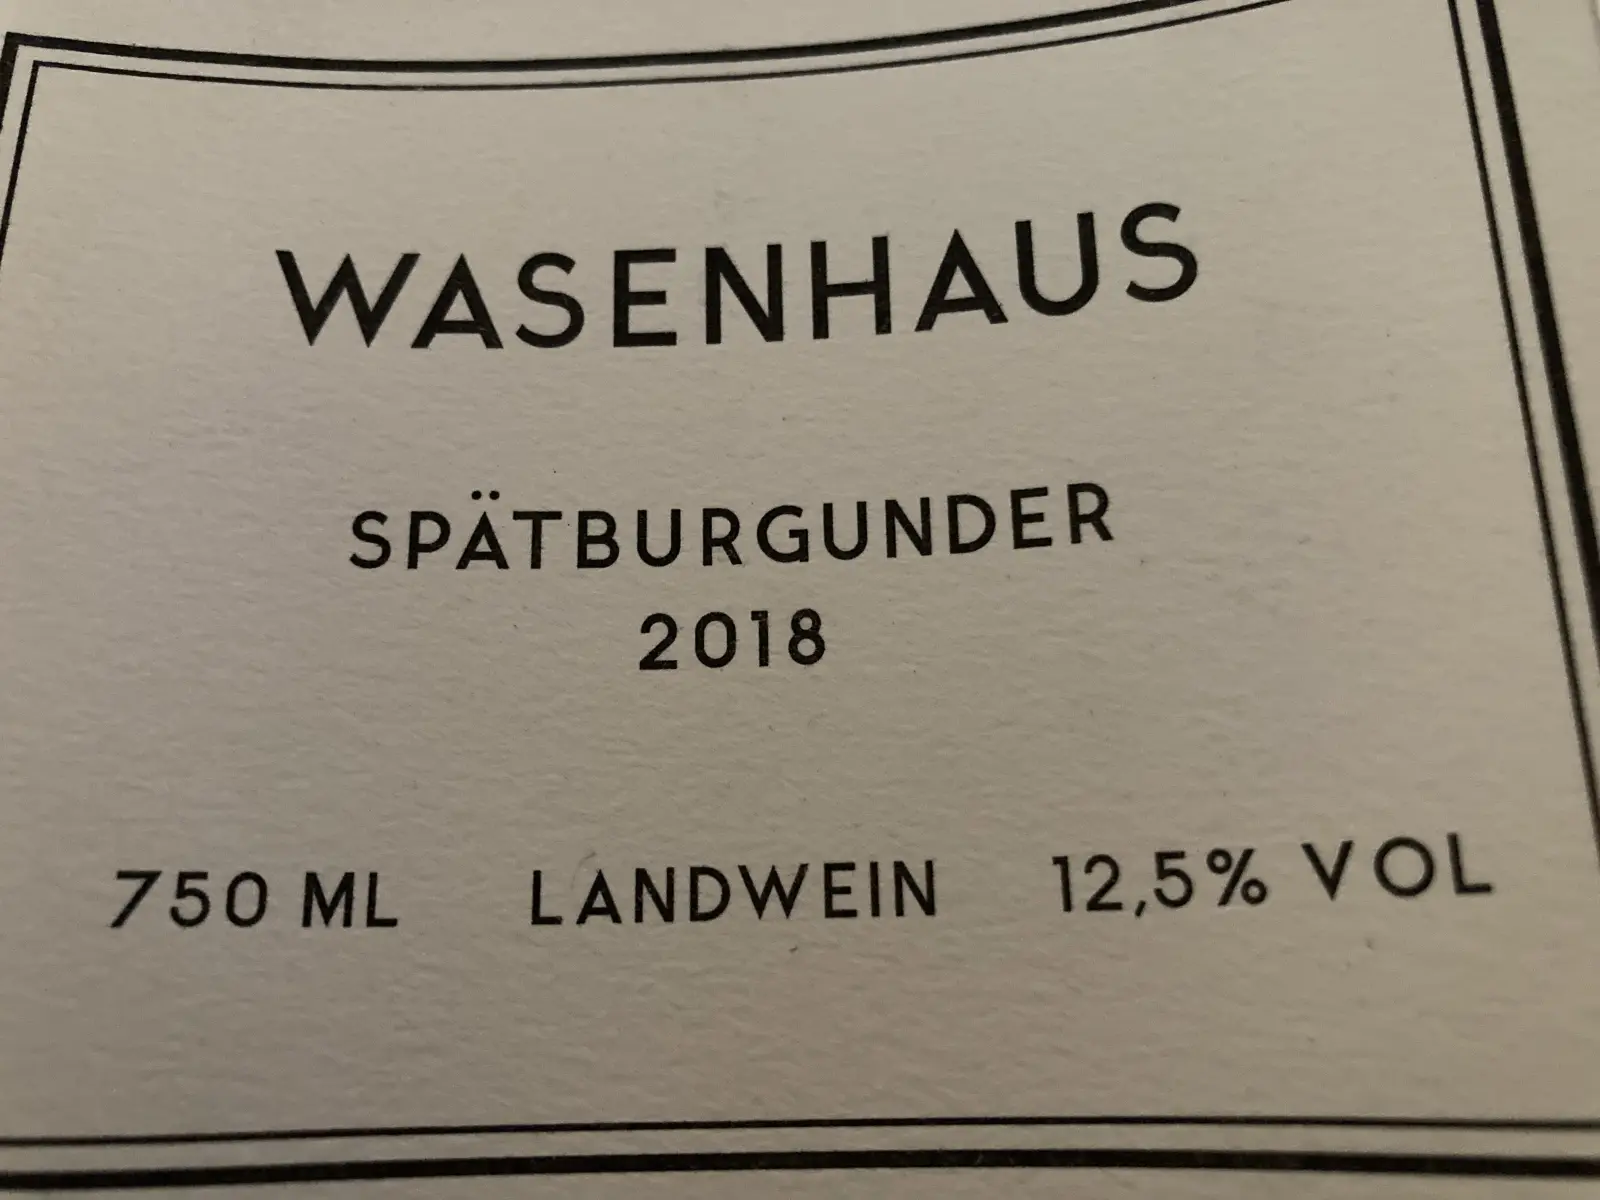 WASENHAUS
SPÄTBURGUNDER
2018
750 ML LANDWEIN 12,5% VOL